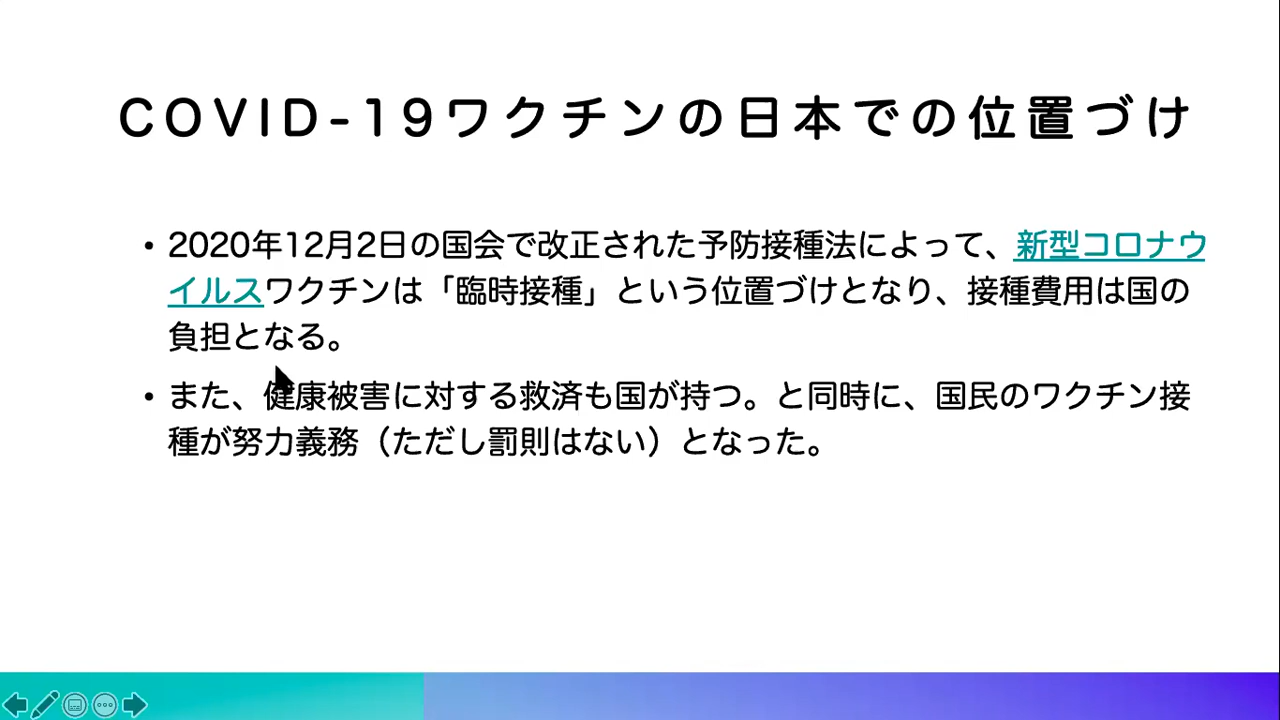 COVID-19ワクチンの日本での位置づけ
• 2020年12月2日の国会で改正された予防接種法によって、新型コロナウ
イルスワクチンは「臨時接種」という位置づけとなり、接種費用は国の
負担となる。
• また、健康被害に対する救済も国が持つ。と同時に、国民のワクチン接
種が努力義務（ただし罰則はない）となった。